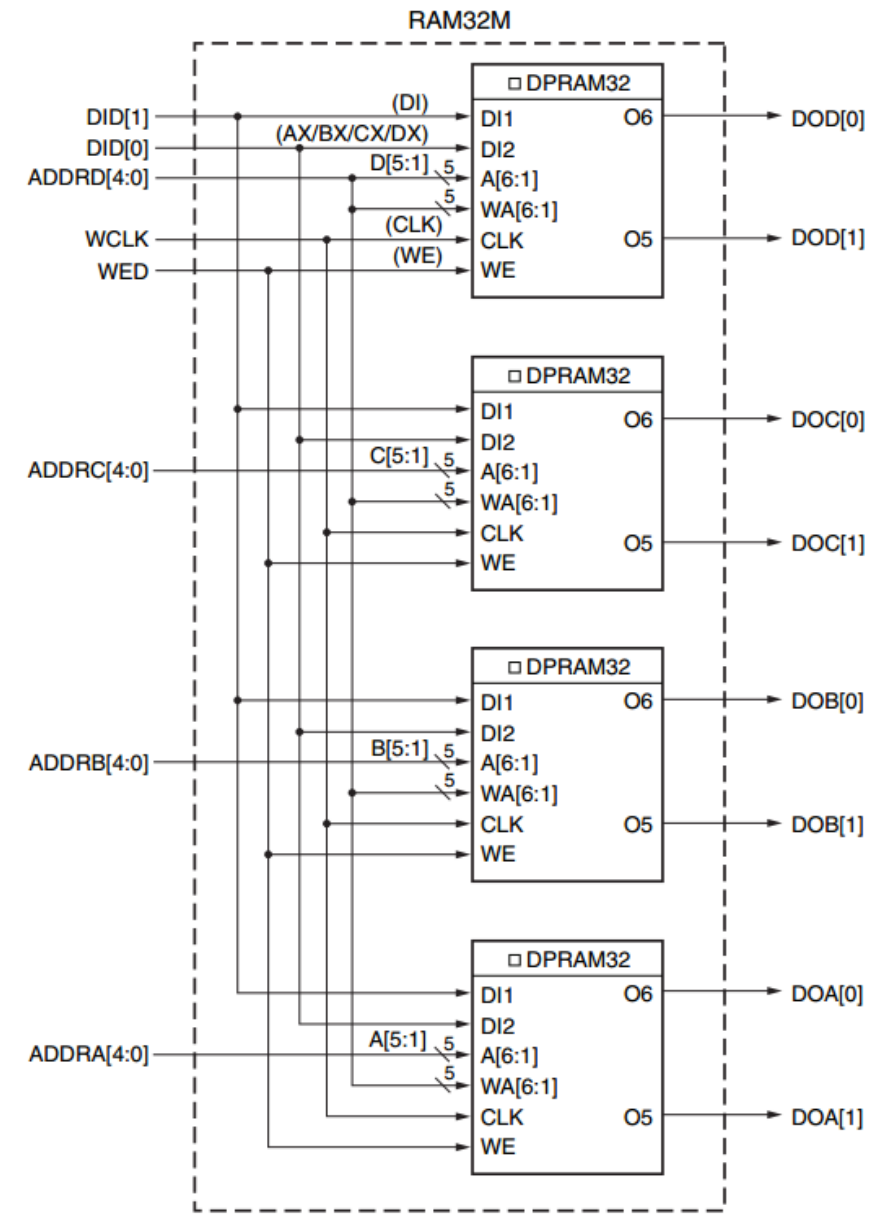 RAM32M
DPRAM32
DID[1] (DI) DI1 O6 DOD[0]
DID[0] (AX/BX/CX/DX) DI2
ADDRD[4:0] D[5:1] 5 A[6:1]
5 WA[6:1]
WCLK (CLK) CLK O5 DOD[1]
WED (WE) WE
DPRAM32
DI1 O6 DOC[0]
DI2
ADDRC[4:0] C[5:1] 5 A[6:1]
5 WA[6:1]
CLK O5 DOC[1]
WE
DPRAM32
DI1 O6 DOB[0]
DI2
ADDRB[4:0] B[5:1] 5 A[6:1]
5 WA[6:1]
CLK O5 DOB[1]
WE
DPRAM32
DI1 O6 DOA[0]
DI2
ADDRA[4:0] A[5:1] 5 A[6:1]
5 WA[6:1]
CLK O5 DOA[1]
WE